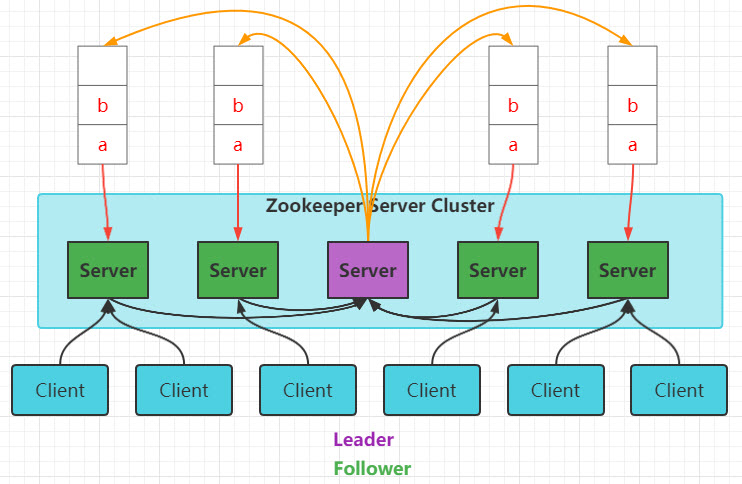 b b b b
a a a a
Zookeeper Server Cluster
Server Server Server Server Server
Client Client Client Client Client Client
Leader
Follower